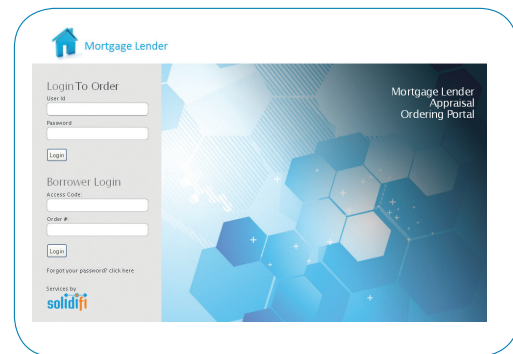 Mortgage Lender
Login To Order
User Id
Password
Login
Borrower Login
Access Code:
Order #:
Login
Forgot your password? click here
Services by
solidifi
Mortgage Lender
Appraisal
Ordering Portal